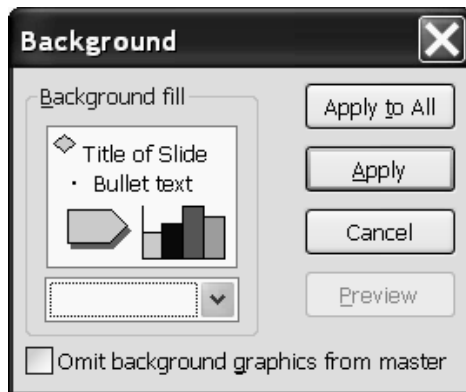 Background
Background fill
Title of Slide
· Bullet text
Apply to All
Apply
Cancel
Preview
Omit background graphics from master